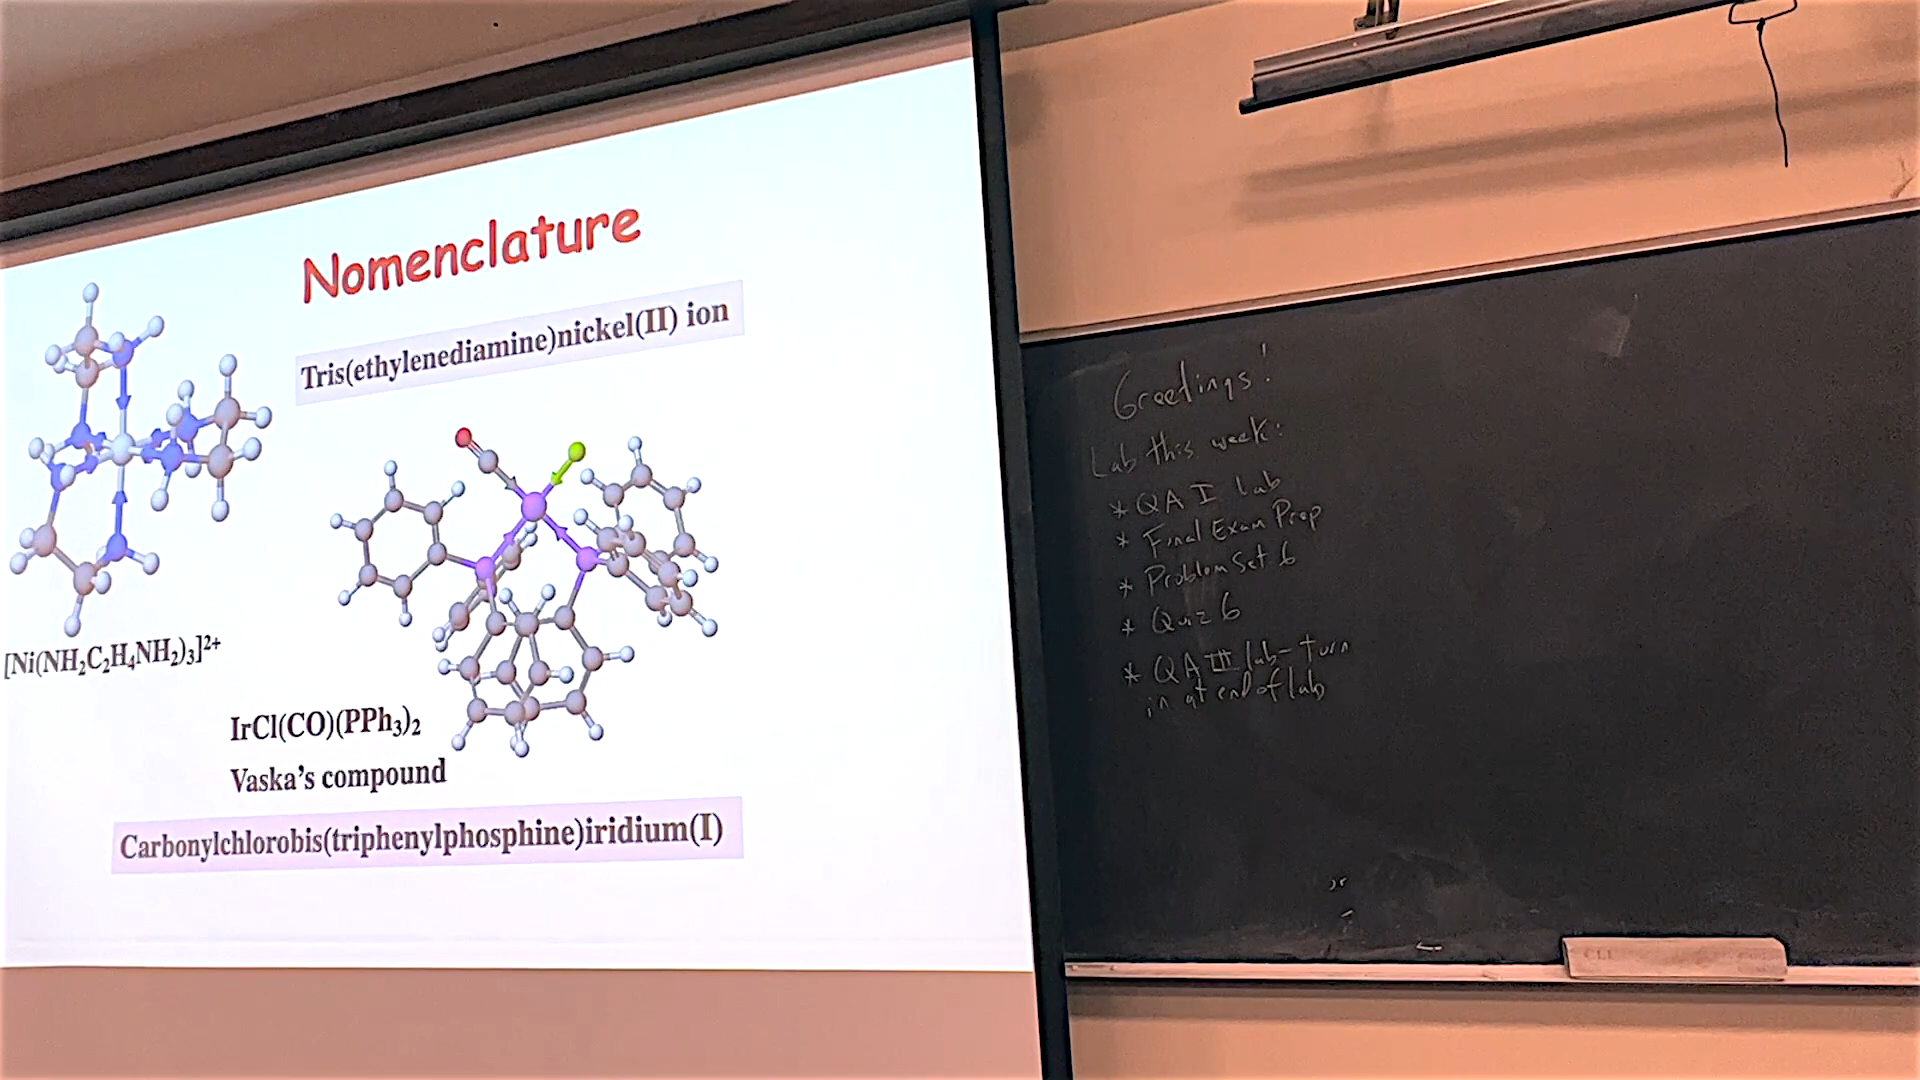 Nomenclature
Tris(ethylenediamine)nickel(II) ion
[Ni(NH₂C₂H₄NH₂)₃]²⁺
IrCl(CO)(PPh₃)₂
Vaska's compound
Carbonylchlorobis(triphenylphosphine)iridium(I)
Greetings!
Lab this week:
* QA I lab
* Final Exam Prep
* Problem Set 6
* Quiz 6
* QA III lab - turn
in at end of lab